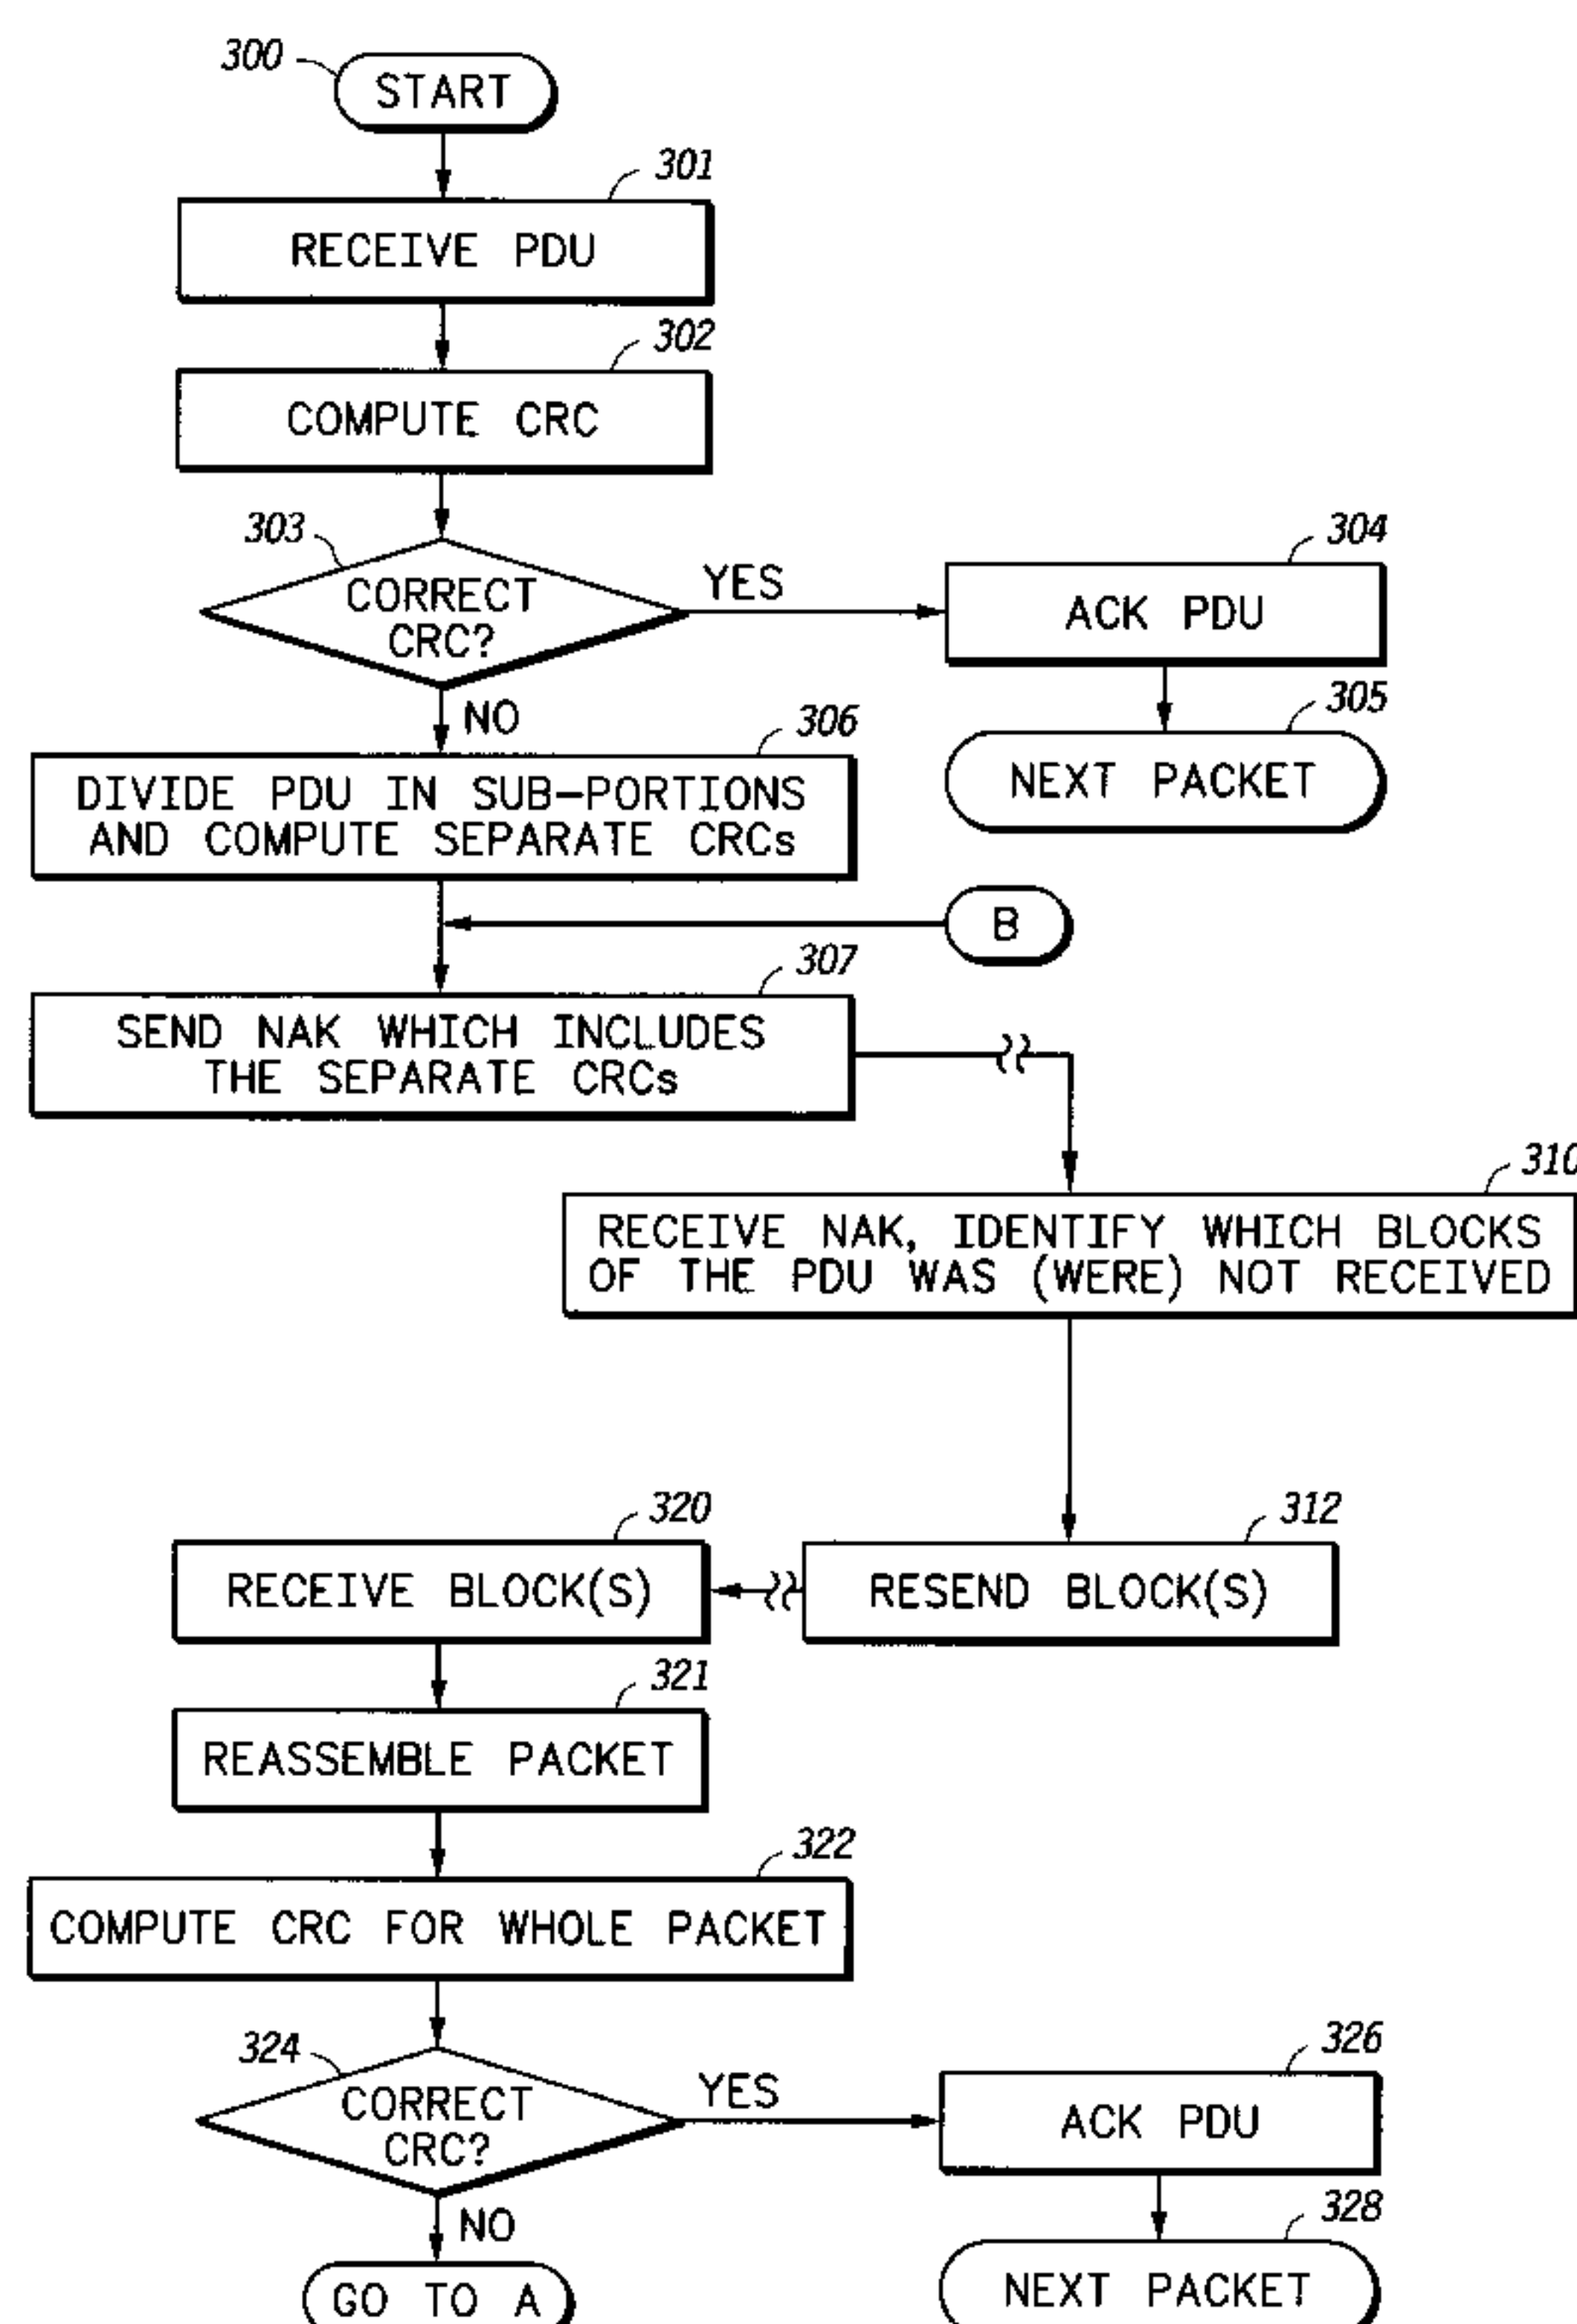 300
START
301
RECEIVE PDU
302
COMPUTE CRC
303
CORRECT
CRC?
YES
304
ACK PDU
305
NEXT PACKET
NO
306
DIVIDE PDU IN SUB-PORTIONS
AND COMPUTE SEPARATE CRCs
B
307
SEND NAK WHICH INCLUDES
THE SEPARATE CRCs
310
RECEIVE NAK, IDENTIFY WHICH BLOCKS
OF THE PDU WAS (WERE) NOT RECEIVED
312
RESEND BLOCK(S)
320
RECEIVE BLOCK(S)
321
REASSEMBLE PACKET
322
COMPUTE CRC FOR WHOLE PACKET
324
CORRECT
CRC?
YES
326
ACK PDU
328
NEXT PACKET
NO
GO TO A